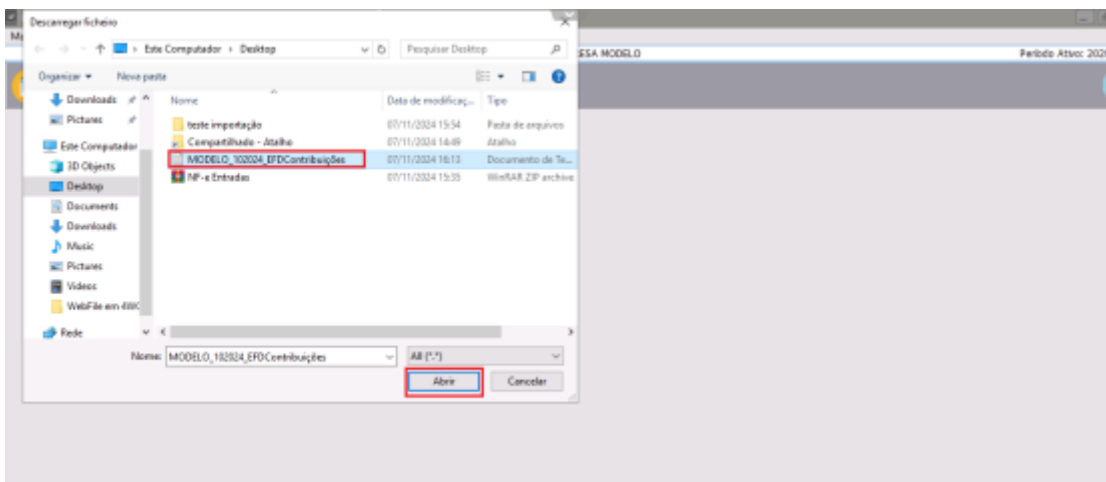 Descarregar ficheiro
Este Computador > Desktop
Pesquisar Desktop
ESA MODELO
Período Ativo: 202
Organizar
Nova pasta
Nome
Data de modificaç...
Tipo
Downloads
Pictures
Este Computador
3D Objects
Desktop
Documents
Downloads
Music
Pictures
Videos
WebFile em
Rede
teste importação 07/11/2024 15:54 Pasta de arquivos
Compartilhado - Atalho 07/11/2024 14:49 Atalho
MODELO_102024_EFDContribuições 07/11/2024 16:13 Documento de Te...
NF-e Entradas 07/11/2024 15:35 WinRAR ZIP archive
Nome: MODELO_102024_EFDContribuições
All (*.*)
Abrir
Cancelar